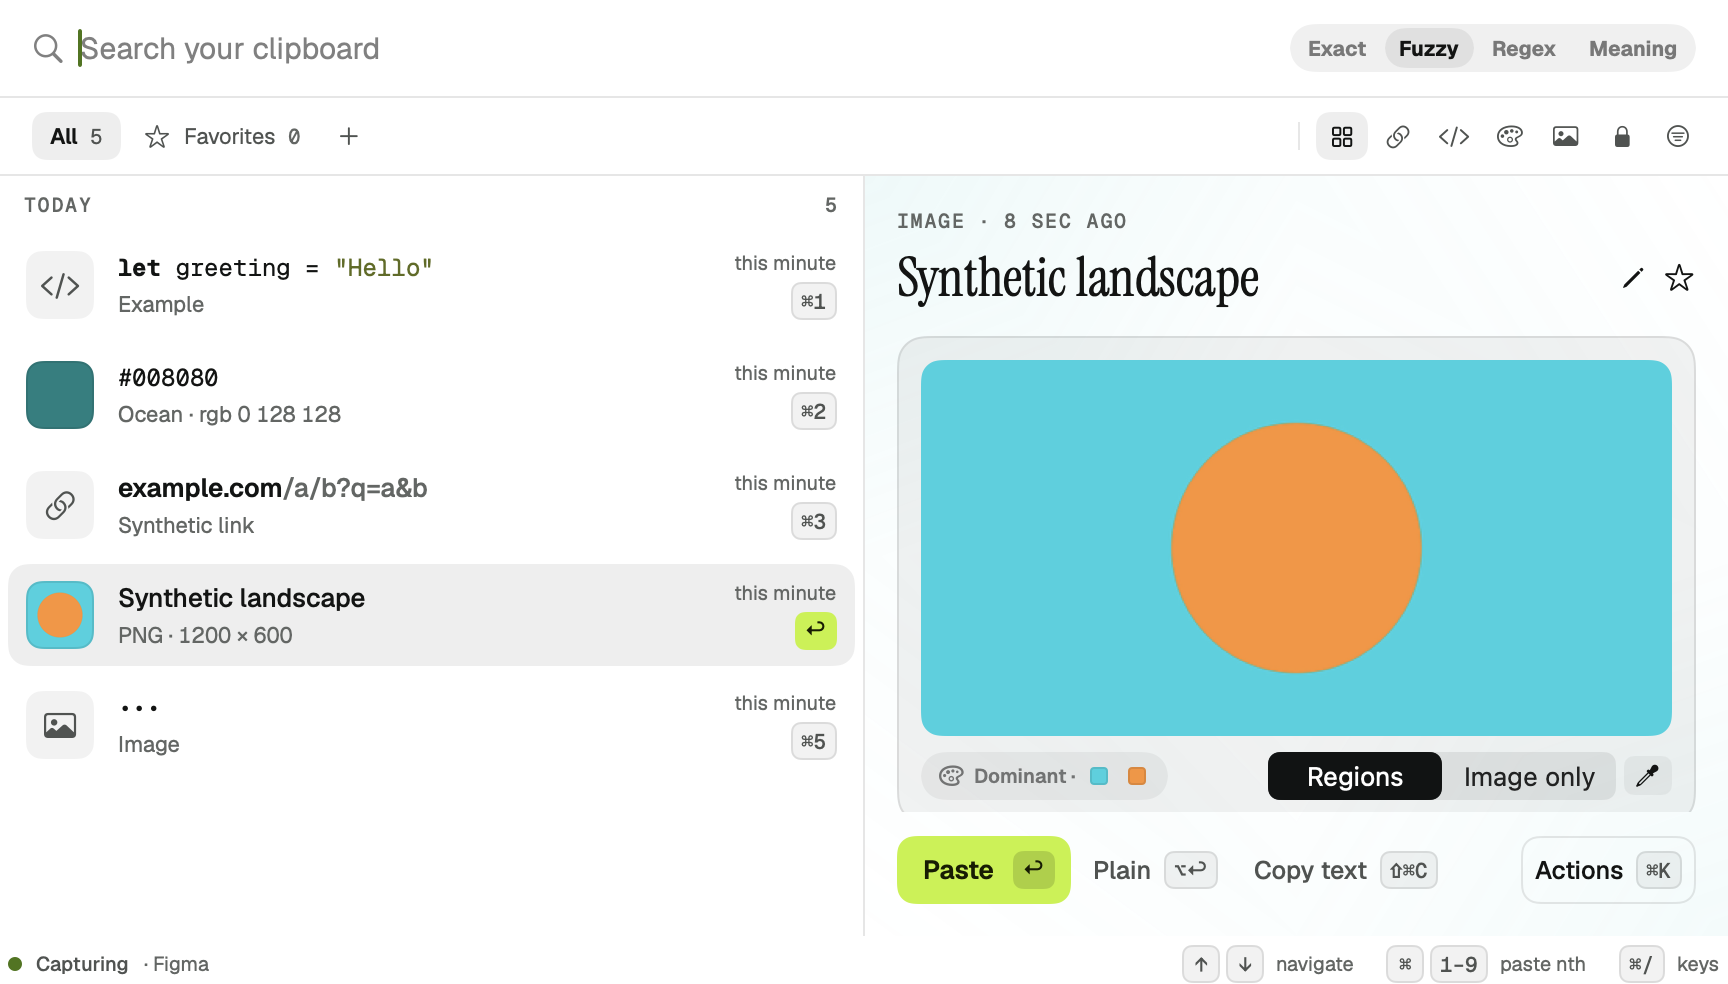 Search your clipboard
Exact Fuzzy Regex Meaning
All 5 Favorites 0
TODAY 5
let greeting = "Hello"
Example
this minute
⌘1
#008080
Ocean · rgb 0 128 128
this minute
⌘2
example.com/a/b?q=a&b
Synthetic link
this minute
⌘3
Synthetic landscape
PNG · 1200 × 600
this minute
...
Image
this minute
⌘5
IMAGE · 8 SEC AGO
Synthetic landscape
Dominant ·
Regions Image only
Paste ↩ Plain ⌥↩ Copy text ⇧⌘C Actions ⌘K
Capturing · Figma
↑ ↓ navigate ⌘ 1-9 paste nth ⌘/ keys